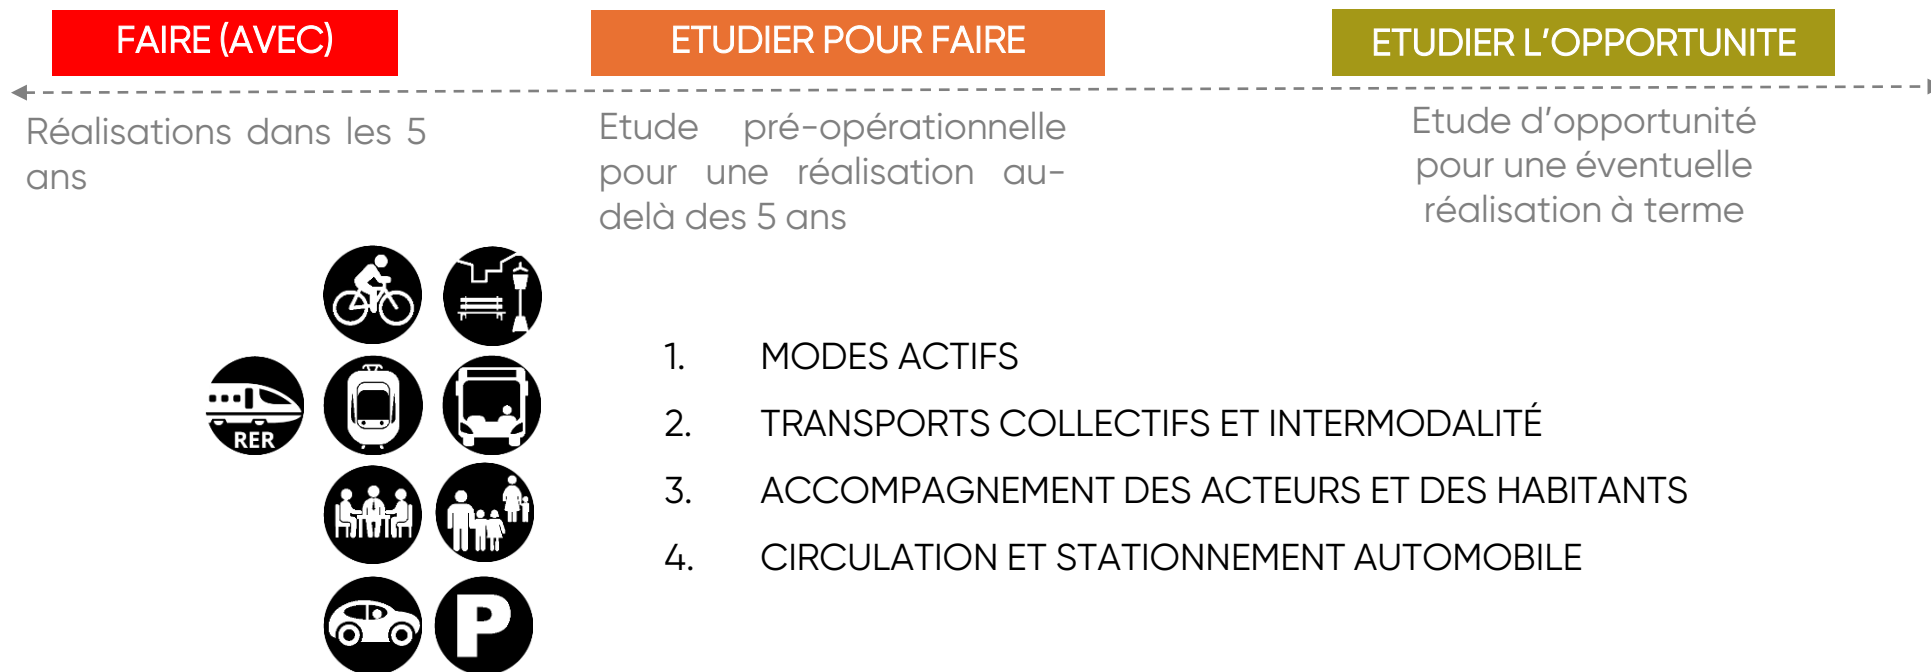 FAIRE (AVEC)
ETUDIER POUR FAIRE
ETUDIER L'OPPORTUNITE
Réalisations dans les 5
ans
Etude pré-opérationnelle
pour une réalisation au-
delà des 5 ans
Etude d'opportunité
pour une éventuelle
réalisation à terme
RER
P
1. MODES ACTIFS
2. TRANSPORTS COLLECTIFS ET INTERMODALITÉ
3. ACCOMPAGNEMENT DES ACTEURS ET DES HABITANTS
4. CIRCULATION ET STATIONNEMENT AUTOMOBILE